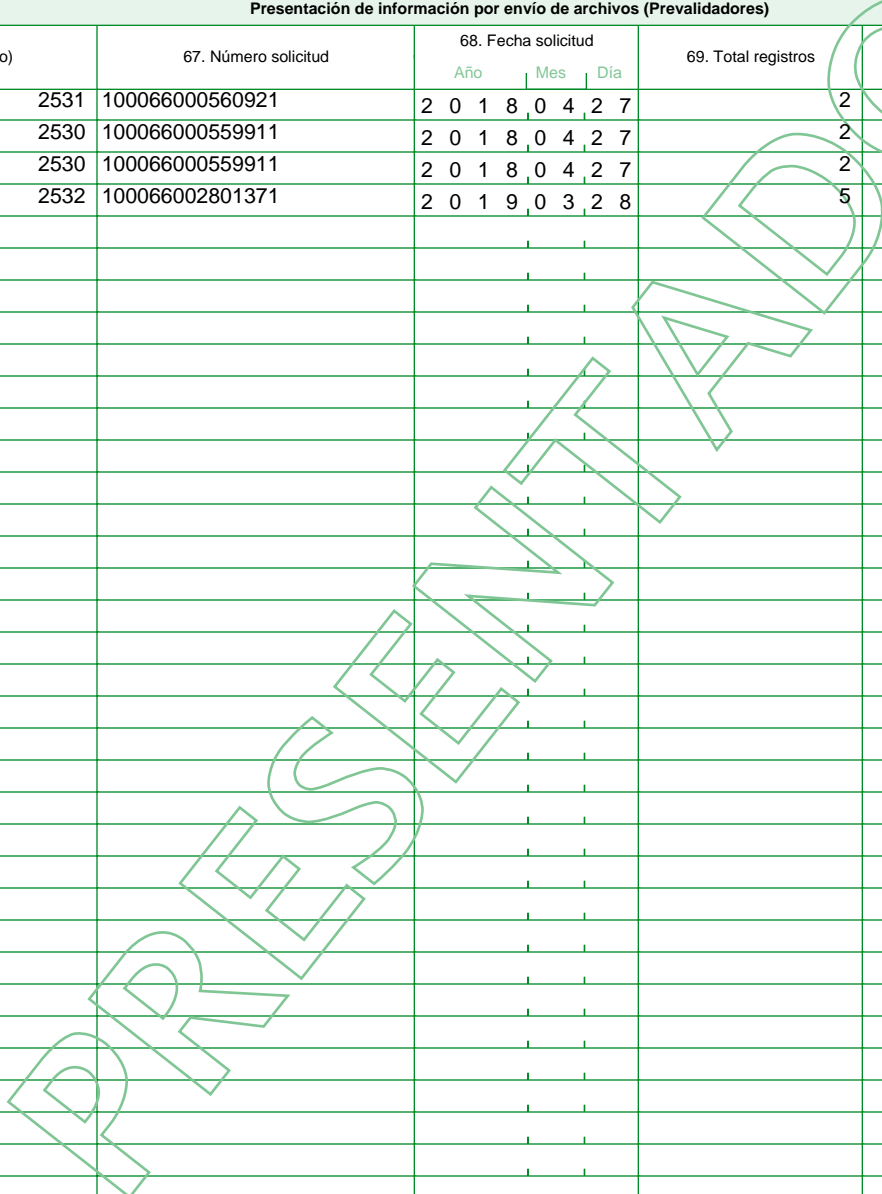 Presentación de información por envío de archivos (Prevalidadores)
o) 67. Número solicitud 68. Fecha solicitud 69. Total registros
Año Mes Día
2531 100066000560921 2 0 1 8 0 4 2 7 2
2530 100066000559911 2 0 1 8 0 4 2 7 2
2530 100066000559911 2 0 1 8 0 4 2 7 2
2532 100066002801371 2 0 1 9 0 3 2 8 5
PRESENTADO